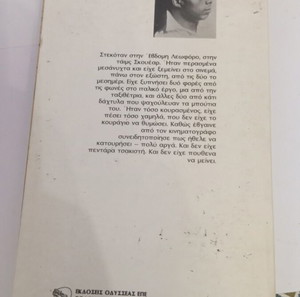 Στεκόταν στην Έβδομη Λεωφόρο, στην
τάιμς Σκουέαρ. Ήταν περασμένα
μεσάνυχτα και είχε ξεμείνει στο σινεμά,
πάνω στον εξώστη, από τις δύο το
μεσημέρι. Είχε ξυπνήσει δυο φορές από
τις φωνές στο ιταλικό έργο, μια από την
ταξιθέτρια, και άλλες δύο από κάτι
δάχτυλα που ψαχούλευαν τα μπούτια
του. Ήταν τόσο κουρασμένος, είχε
πέσει τόσο χαμηλά, που δεν είχε το
κουράγιο να θυμώσει. Καθώς έβγαινε
από τον κινηματογράφο
συνειδητοποίησε πως ήθελε να
κατουρήσει – πολύ αργά. Και δεν είχε
πεντάρα τσακιστή. Και δεν είχε πουθενα
να μείνει.
ΕΚΔΟΣΕΙΣ ΟΔΥΣΣΕΑΣ ΕΠΕ